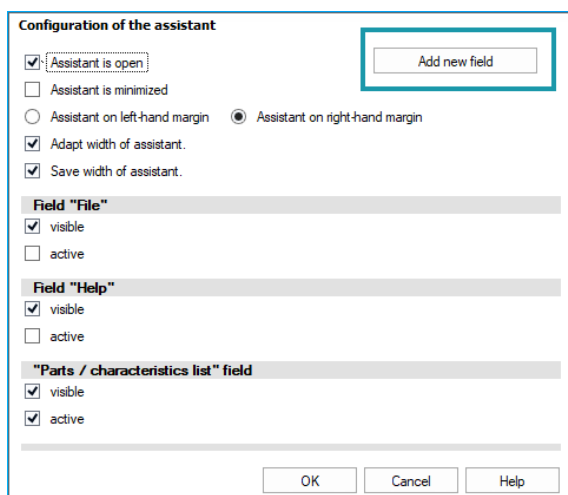 Configuration of the assistant
Assistant is open
Add new field
Assistant is minimized
Assistant on left-hand margin Assistant on right-hand margin
Adapt width of assistant.
Save width of assistant.
Field "File"
visible
active
Field "Help"
visible
active
"Parts / characteristics list" field
visible
active
OK Cancel Help